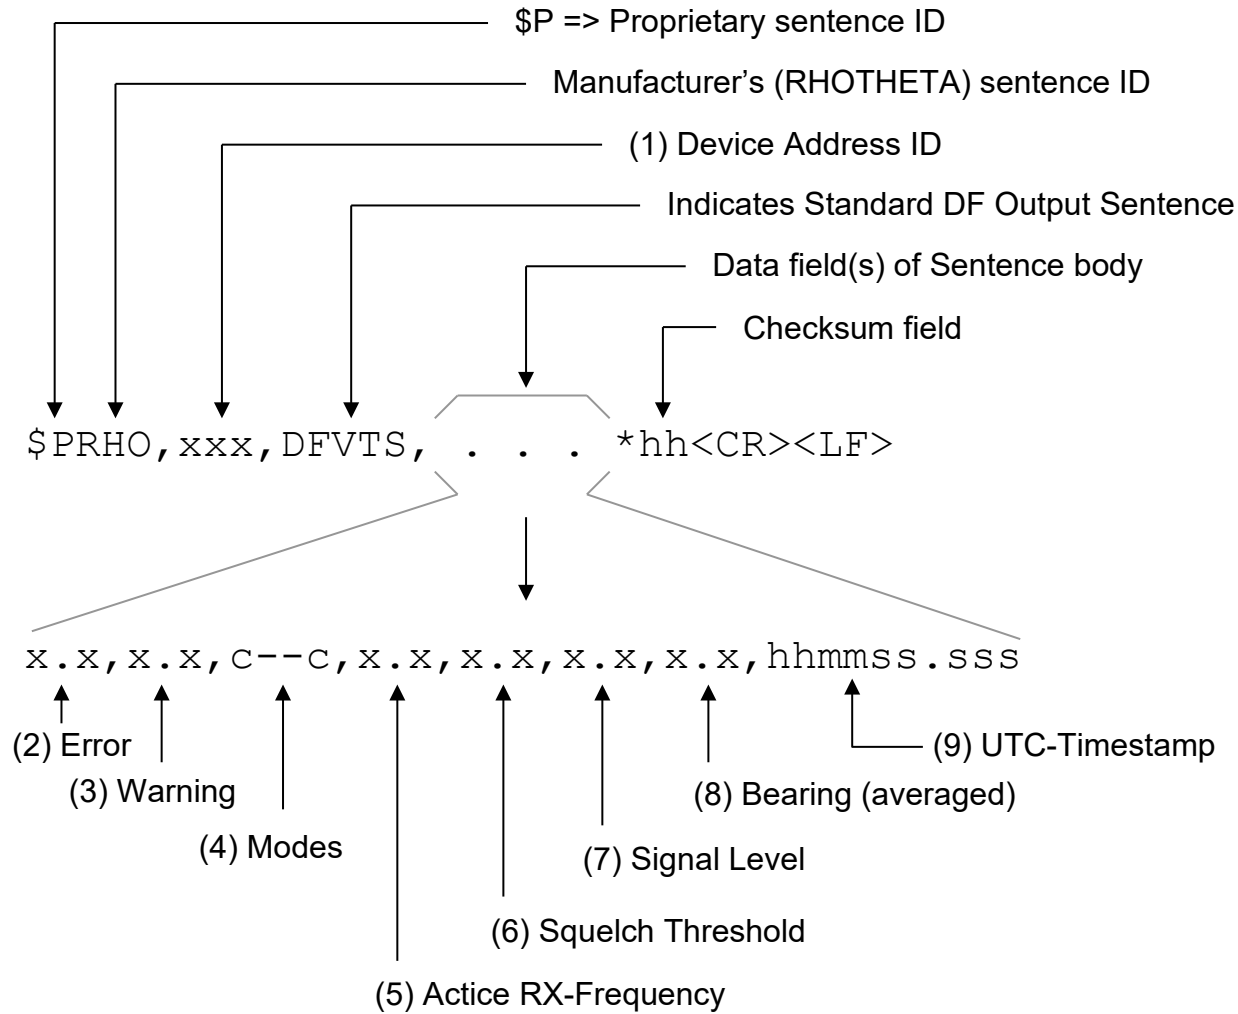 $P => Proprietary sentence ID
Manufacturer’s (RHOTHETA) sentence ID
(1) Device Address ID
Indicates Standard DF Output Sentence
Data field(s) of Sentence body
Checksum field
$PRHO,xxx,DFVTS, . . . *hh<CR><LF>
x.x,x.x,c--c,x.x,x.x,x.x,x.x,hhmmss.sss
(2) Error
(9) UTC-Timestamp
(3) Warning
(8) Bearing (averaged)
(4) Modes
(7) Signal Level
(6) Squelch Threshold
(5) Actice RX-Frequency